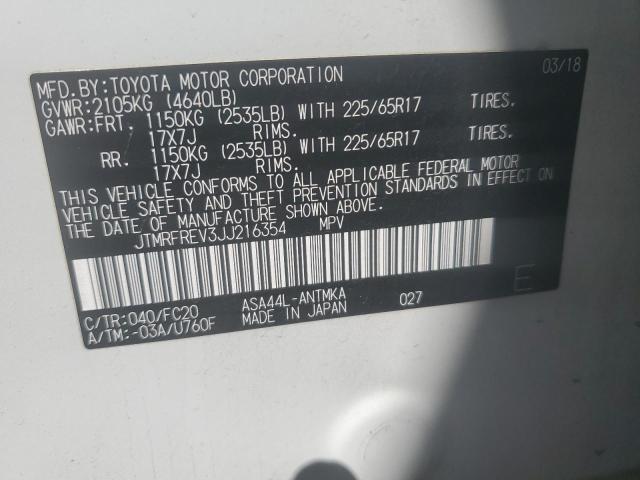 MFD.BY:TOYOTA MOTOR CORPORATION 03/18
GVWR:2105KG (4640LB)
GAWR:FRT. 1150KG (2535LB) WITH 225/65R17 TIRES.
17X7J RIMS.
RR. 1150KG (2535LB) WITH 225/65R17 TIRES.
17X7J RIMS.
THIS VEHICLE CONFORMS TO ALL APPLICABLE FEDERAL MOTOR
VEHICLE SAFETY AND THEFT PREVENTION STANDARDS IN EFFECT ON
THE DATE OF MANUFACTURE SHOWN ABOVE.
JTMRFREV3JJ216354 MPV
E
C/TR:040/FC20 ASA44L-ANTMKA 027
A/TM:-03A/U760F MADE IN JAPAN